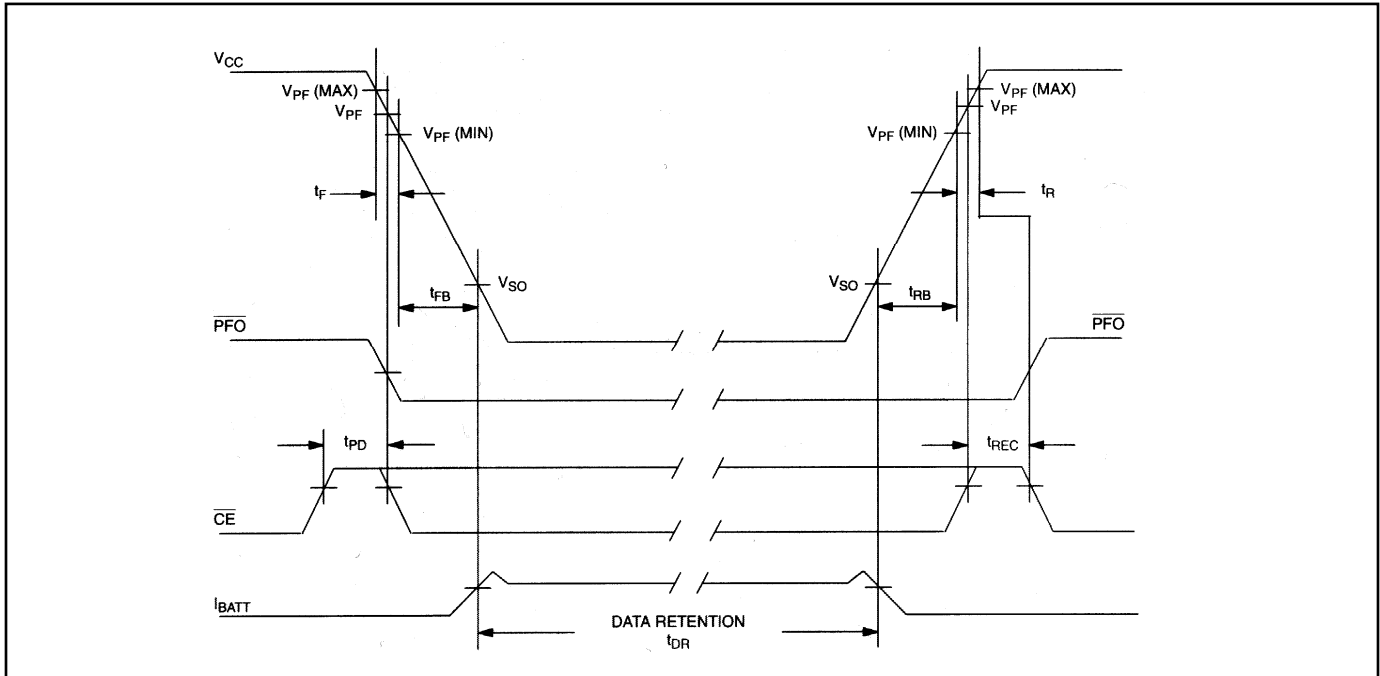 VCC
VPF (MAX)
VPF
VPF (MIN)
tF
VSO
tFB
VPF (MAX)
VPF
VPF (MIN)
tR
VSO
tRB
PFO
PFO
tPD
tREC
CE
IBATT
DATA RETENTION
tDR